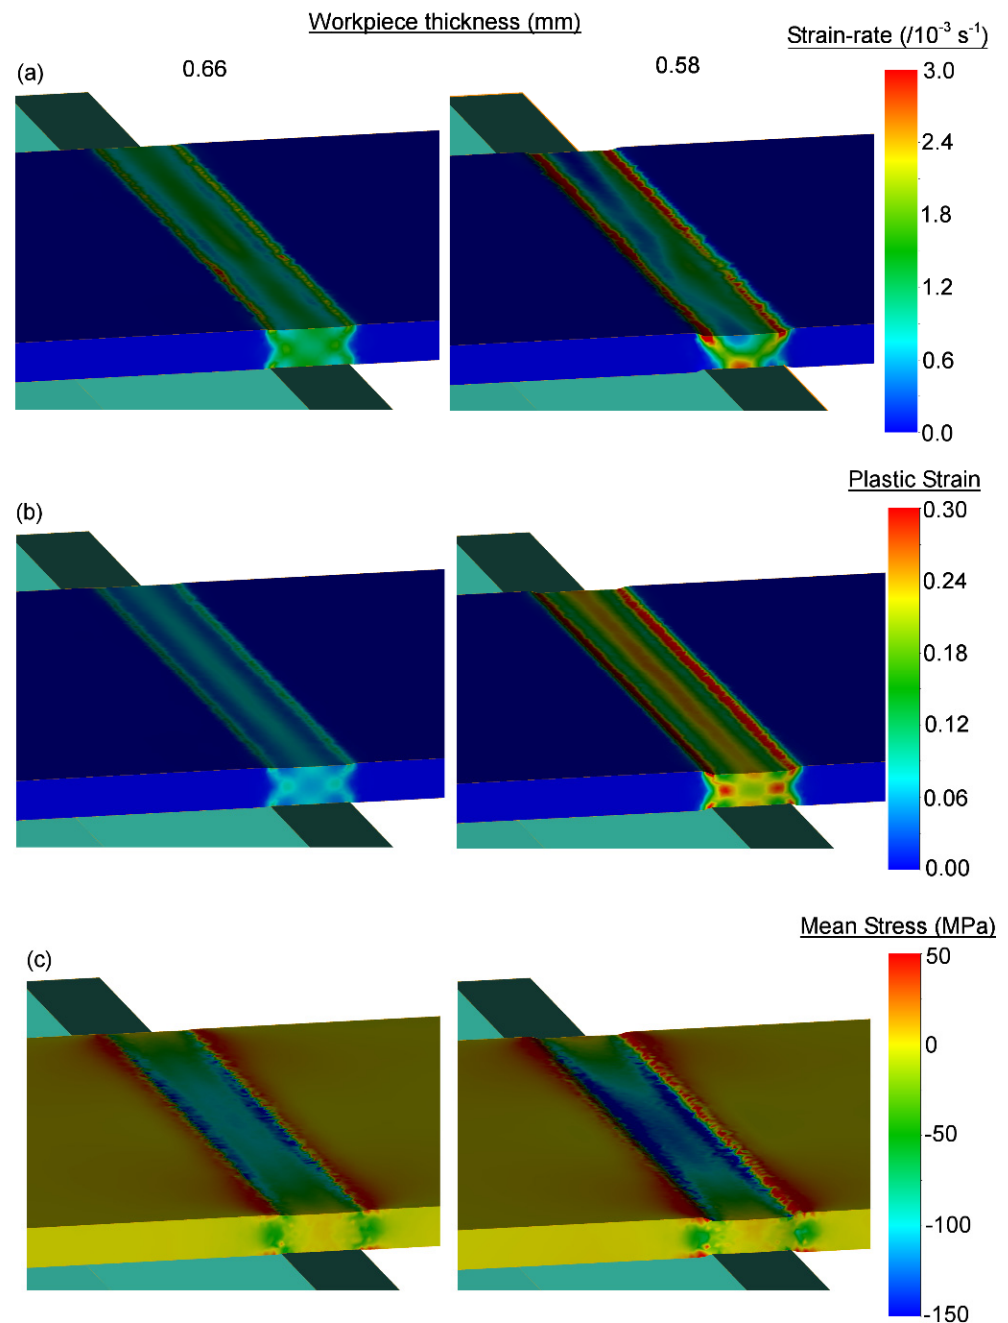 Workpiece thickness (mm)
Strain-rate (/10⁻³ s⁻¹)
(a)
0.66
0.58
3.0
2.4
1.8
1.2
0.6
0.0
Plastic Strain
(b)
0.30
0.24
0.18
0.12
0.06
0.00
Mean Stress (MPa)
(c)
50
0
-50
-100
-150